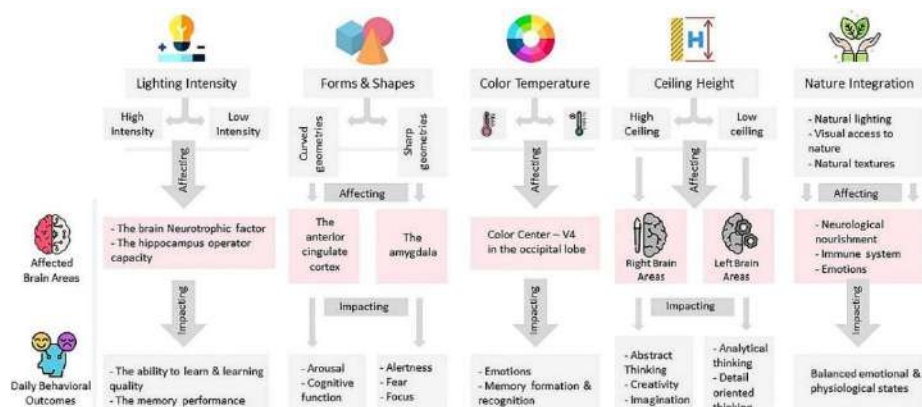 Lighting Intensity
Forms & Shapes
Color Temperature
H
Ceiling Height
Nature Integration
High
Intensity
Low
Intensity
Curved
geometries
Sharp
geometries
High
Ceiling
Low
ceiling
- Natural lighting
- Visual access to
nature
- Natural textures
Affecting
Affecting
Affecting
Affecting
Affecting
Affected
Brain Areas
- The brain Neurotrophic factor
- The hippocampus operator
capacity
The
anterior
cingulate
cortex
The
amygdala
Color Center – V4
in the occipital lobe
Right Brain
Areas
Left Brain
Areas
- Neurological
nourishment
- Immune system
- Emotions
Impacting
Impacting
Impacting
Impacting
Impacting
Daily Behavioral
Outcomes
- The ability to learn & learning
quality
- The memory performance
- Arousal
- Cognitive
function
- Alertness
- Fear
- Focus
- Emotions
- Memory formation &
recognition
- Abstract
Thinking
- Creativity
- Imagination
- Analytical
thinking
- Detail
oriented
thinking
Balanced emotional &
physiological states